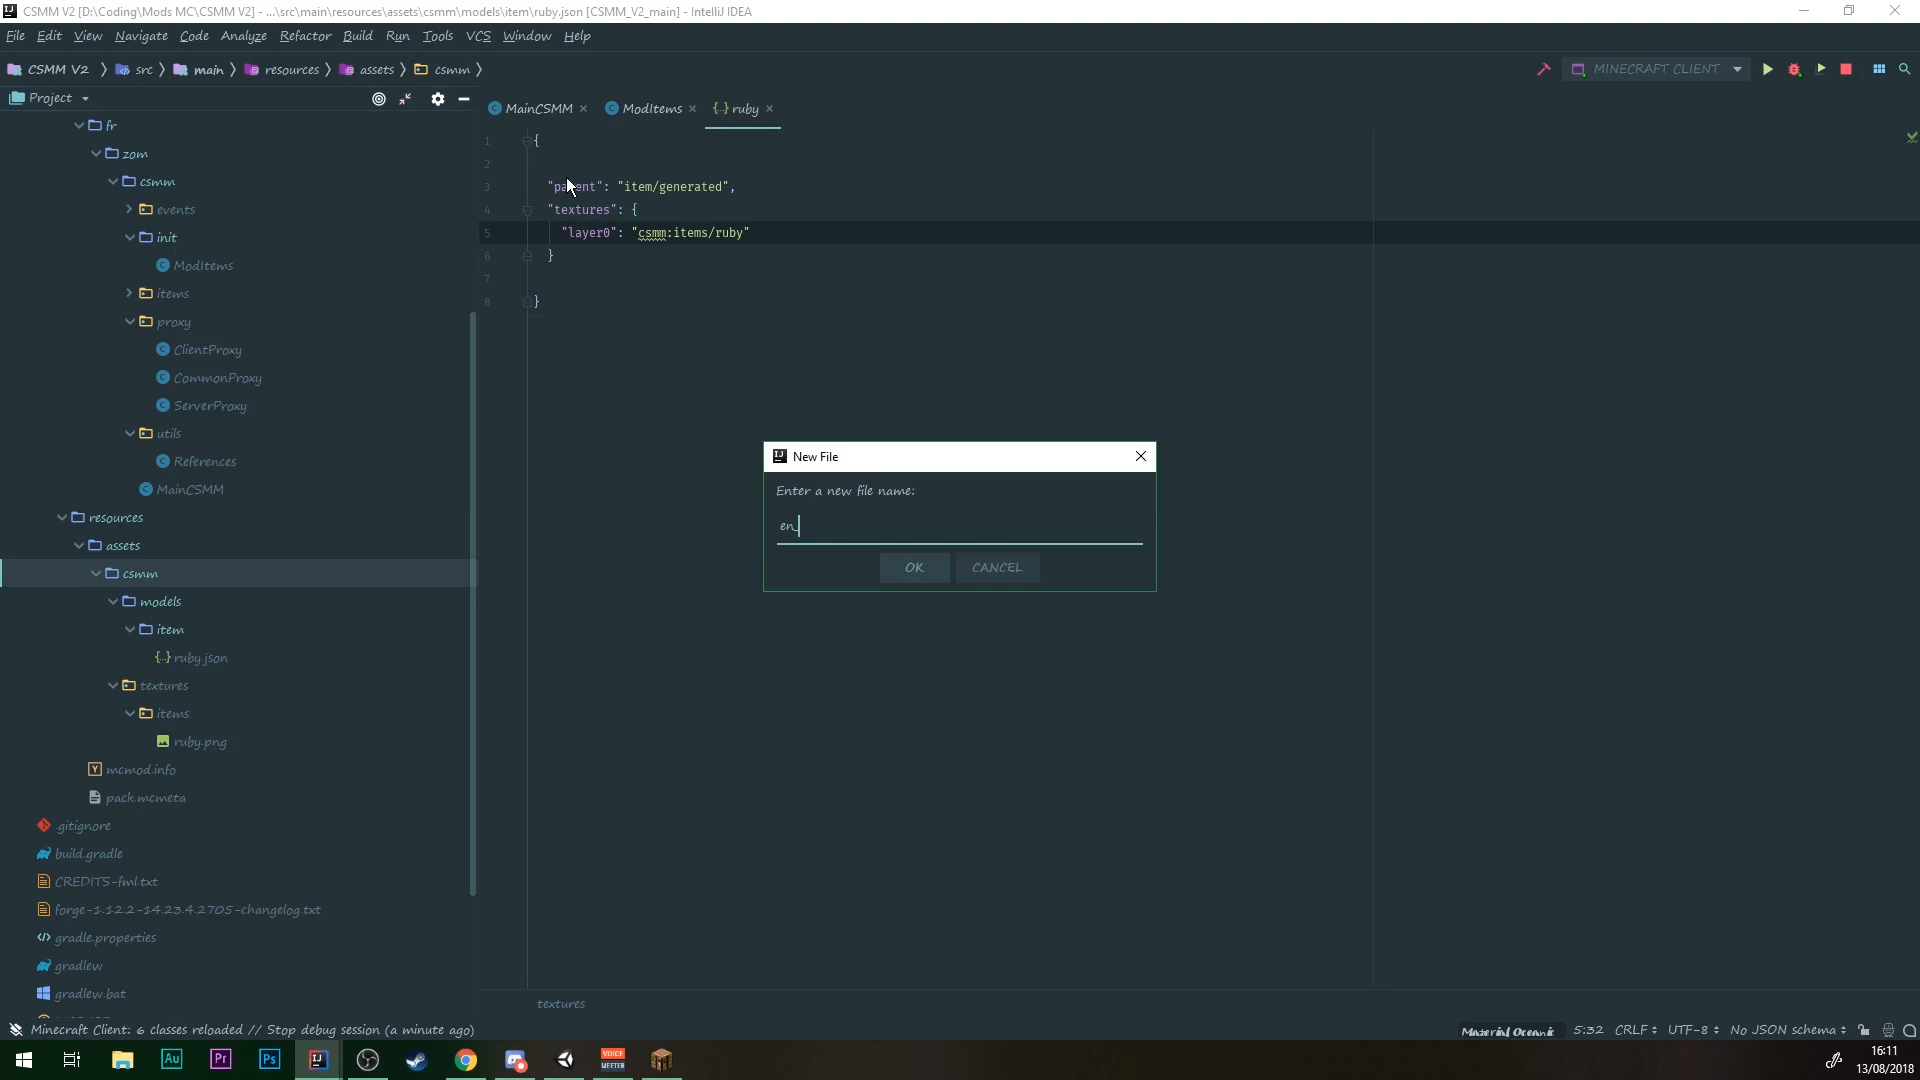 CSMM V2 [D:\Coding\Mods MC\CSMM V2] - ...\src\main\resources\assets\csmm\models\item\ruby.json [CSMM_V2_main] - IntelliJ IDEA
File Edit View Navigate Code Analyze Refactor Build Run Tools VCS Window Help
CSMM V2 src main resources assets csmm MINECRAFT CLIENT
Project
MainCSMM ModItems ruby
fr
zom
csmm
events
init
ModItems
items
proxy
ClientProxy
CommonProxy
ServerProxy
utils
References
MainCSMM
resources
assets
csmm
models
item
ruby.json
textures
items
ruby.png
mcmod.info
pack.mcmeta
.gitignore
build.gradle
CREDITS-fml.txt
forge-1.12.2-14.23.4.2705-changelog.txt
gradle.properties
gradlew
gradlew.bat
1 {
2
3 "parent": "item/generated",
4 "textures": {
5 "layer0": "csmm:items/ruby"
6 }
7
8 }
New File
Enter a new file name:
en_
OK CANCEL
textures
Minecraft Client: 6 classes reloaded // Stop debug session (a minute ago)
Material Oceanic 5:32 CRLF UTF-8 No JSON schema
Au Pr Ps IJ VOICE MEETER
16:11
13/08/2018